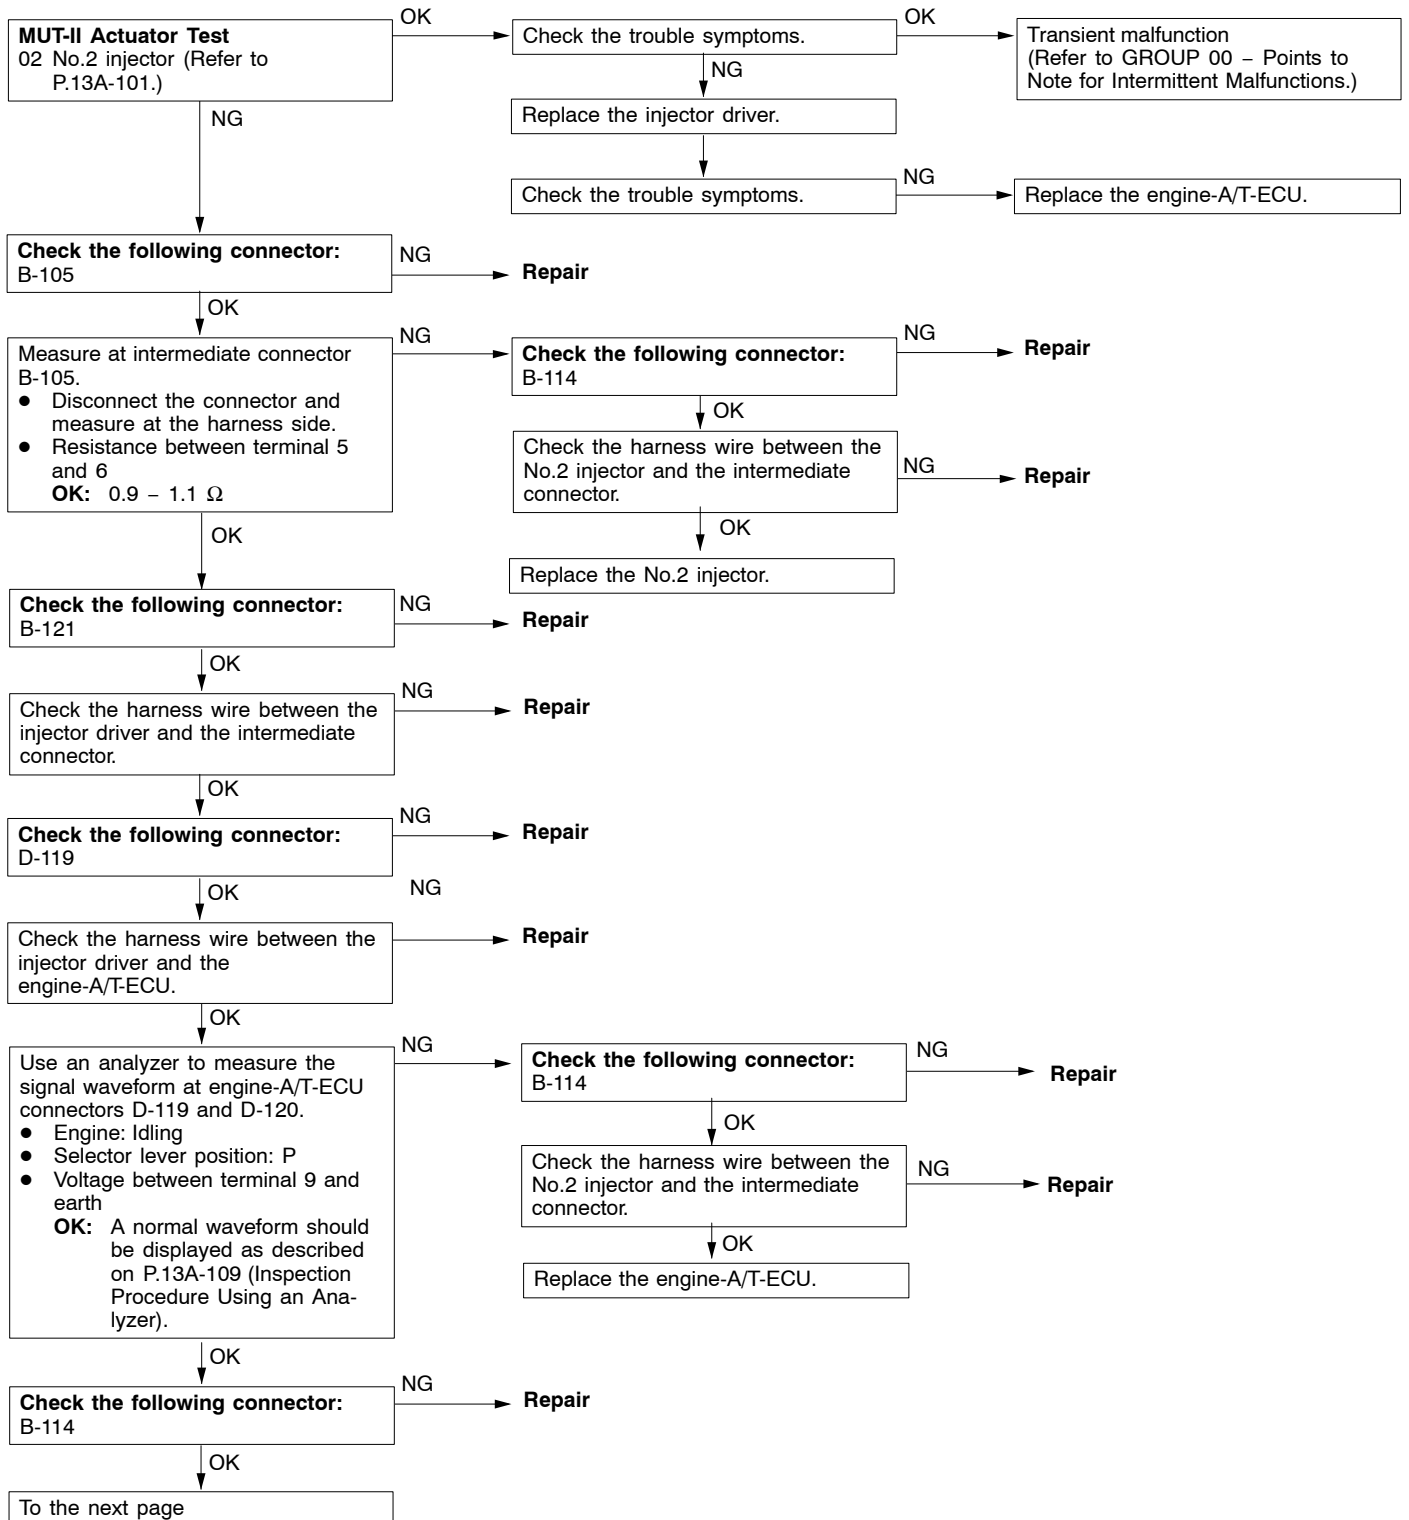 MUT-II Actuator Test
02 No.2 injector (Refer to
P.13A-101.)
OK
Check the trouble symptoms.
OK
Transient malfunction
(Refer to GROUP 00 – Points to
Note for Intermittent Malfunctions.)
NG
Replace the injector driver.
NG
Check the trouble symptoms.
NG
Replace the engine-A/T-ECU.
Check the following connector:
B-105
NG
Repair
OK
Measure at intermediate connector
B-105.
● Disconnect the connector and
measure at the harness side.
● Resistance between terminal 5
and 6
OK: 0.9 – 1.1 Ω
NG
Check the following connector:
B-114
NG
Repair
OK
Check the harness wire between the
No.2 injector and the intermediate
connector.
NG
Repair
OK
Replace the No.2 injector.
OK
Check the following connector:
B-121
NG
Repair
OK
Check the harness wire between the
injector driver and the intermediate
connector.
NG
Repair
OK
Check the following connector:
D-119
NG
Repair
OK
NG
Check the harness wire between the
injector driver and the
engine-A/T-ECU.
Repair
OK
Use an analyzer to measure the
signal waveform at engine-A/T-ECU
connectors D-119 and D-120.
● Engine: Idling
● Selector lever position: P
● Voltage between terminal 9 and
earth
OK: A normal waveform should
be displayed as described
on P.13A-109 (Inspection
Procedure Using an Ana-
lyzer).
NG
Check the following connector:
B-114
NG
Repair
OK
Check the harness wire between the
No.2 injector and the intermediate
connector.
NG
Repair
OK
Replace the engine-A/T-ECU.
OK
Check the following connector:
B-114
NG
Repair
OK
To the next page